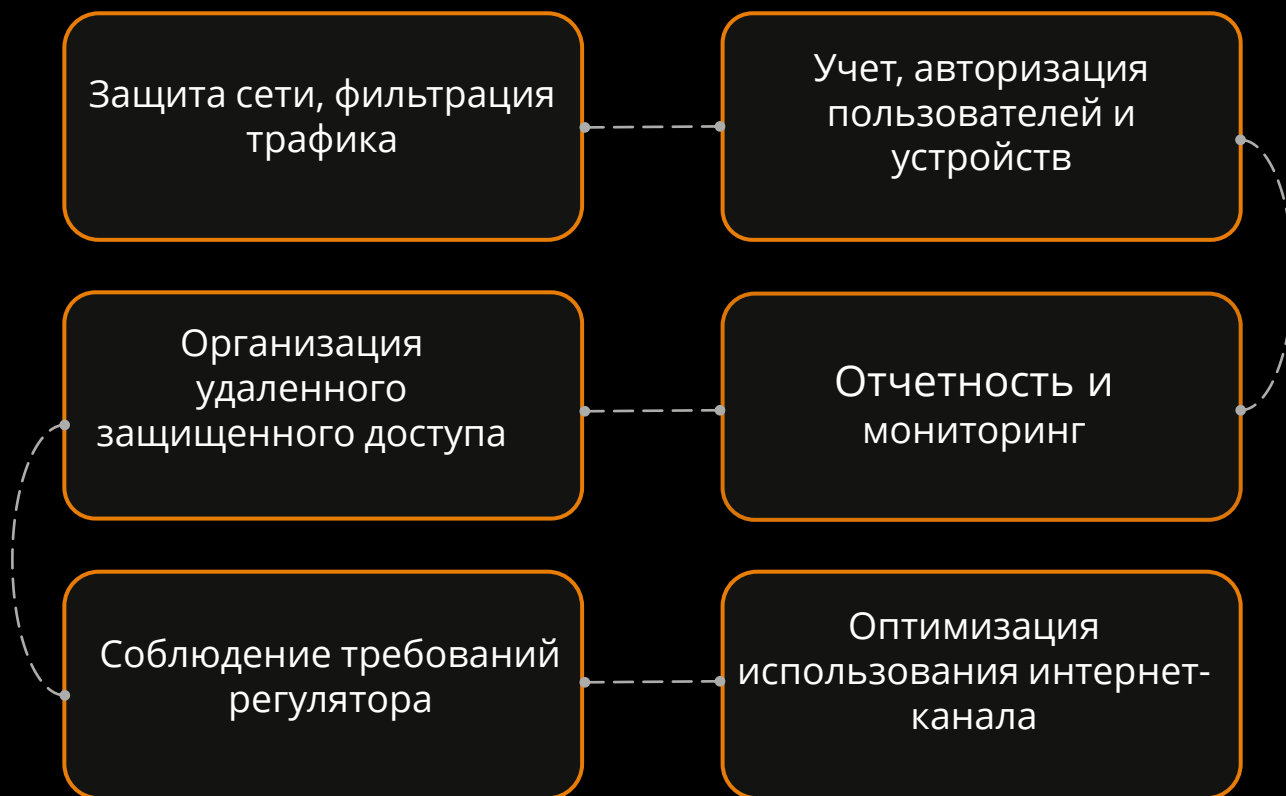 Защита сети, фильтрация
трафика
Учет, авторизация
пользователей и
устройств
Организация
удаленного
защищенного доступа
Отчетность и
мониторинг
Соблюдение требований
регулятора
Оптимизация
использования интернет-
канала